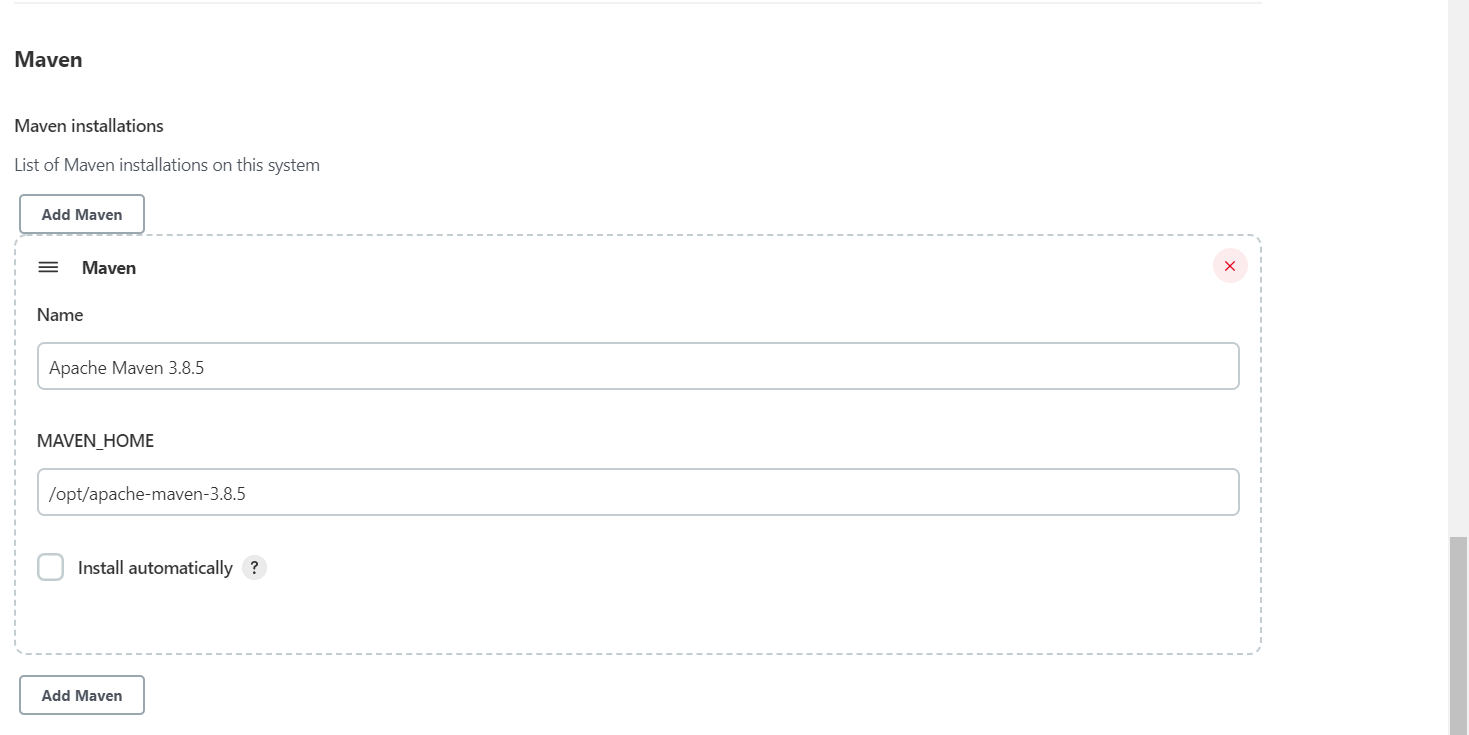 Maven
Maven installations
List of Maven installations on this system
Add Maven
Maven
Name
Apache Maven 3.8.5
MAVEN_HOME
/opt/apache-maven-3.8.5
Install automatically ?
Add Maven